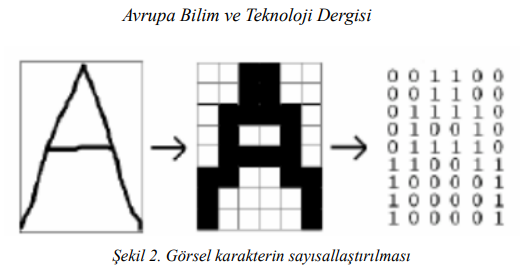 Avrupa Bilim ve Teknoloji Dergisi
A
0 0 1 1 0 0
0 0 1 1 0 0
0 1 1 1 1 0
0 1 0 0 1 0
0 1 1 1 1 0
1 1 0 0 1 1
1 0 0 0 0 1
1 0 0 0 0 1
1 0 0 0 0 1
Şekil 2. Görsel karakterin sayısallaştırılması